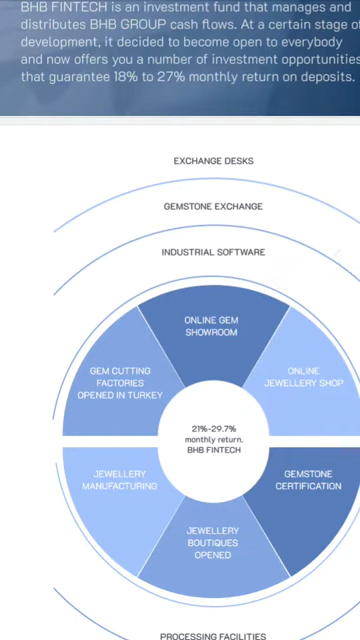 BHB FINTECH is an investment fund that manages and
distributes BHB GROUP cash flows. At a certain stage of
development, it decided to become open to everybody
and now offers you a number of investment opportunities
that guarantee 18% to 27% monthly return on deposits.
EXCHANGE DESKS
GEMSTONE EXCHANGE
INDUSTRIAL SOFTWARE
ONLINE GEM
SHOWROOM
GEM CUTTING
FACTORIES
OPENED IN TURKEY
ONLINE
JEWELLERY SHOP
21%-29.7%
monthly return.
BHB FINTECH
JEWELLERY
MANUFACTURING
GEMSTONE
CERTIFICATION
JEWELLERY
BOUTIQUES
OPENED
PROCESSING FACILITIES